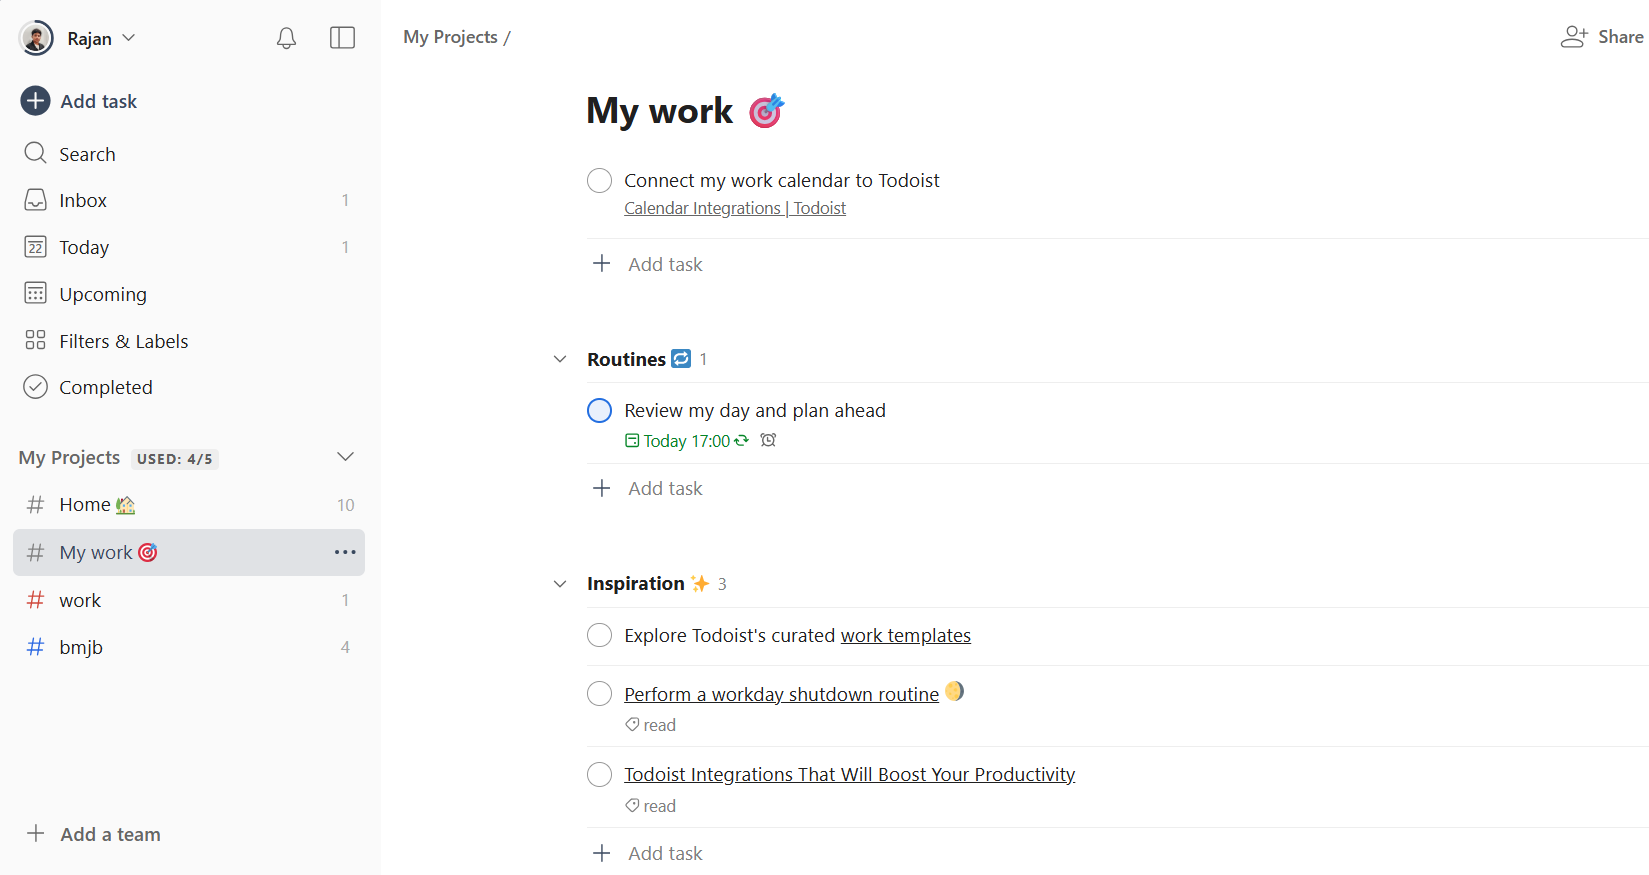 Rajan
Add task
Search
Inbox 1
22
Today 1
Upcoming
Filters & Labels
Completed
My Projects USED: 4/5
# Home 🏡 10
# My work 🎯
# work 1
# bmjb 4
Add a team
My Projects /
Share
My work 🎯
Connect my work calendar to Todoist
Calendar Integrations | Todoist
+ Add task
Routines 🔁 1
Review my day and plan ahead
Today 17:00
+ Add task
Inspiration ✨ 3
Explore Todoist's curated work templates
Perform a workday shutdown routine 🌖
read
Todoist Integrations That Will Boost Your Productivity
read
+ Add task